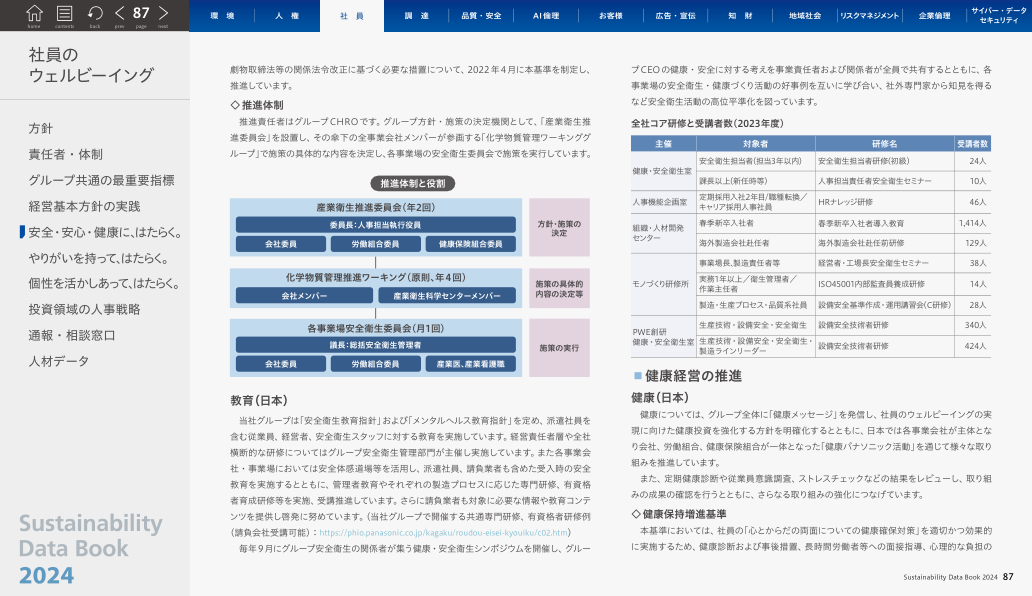 home contents back prev 87 page next
環 境 人 権 社 員 調 達 品質・安全 AI倫理 お客様 広告・宣伝 知 財 地域社会 リスクマネジメント 企業倫理 サイバー・データ
セキュリティ
社員の
ウェルビーイング
方針
責任者・体制
グループ共通の最重要指標
経営基本方針の実践
安全・安心・健康に、はたらく。
やりがいを持って、はたらく。
個性を活かしあって、はたらく。
投資領域の人事戦略
通報・相談窓口
人材データ
Sustainability
Data Book
2024
劇物取締法等の関係法令改正に基づく必要な措置について、2022年4月に本基準を制定し、
推進しています。
◇推進体制
推進責任者はグループCHROです。グループ方針・施策の決定機関として、「産業衛生推
進委員会」を設置し、その傘下の全事業会社メンバーが参画する「化学物質管理ワーキンググ
ループ」で施策の具体的な内容を決定し、各事業場の安全衛生委員会で施策を実行しています。
推進体制と役割
産業衛生推進委員会（年2回）
委員長：人事担当執行役員
会社委員 労働組合委員 健康保険組合委員
方針・施策の
決定
化学物質管理推進ワーキング（原則、年4回）
会社メンバー 産業衛生科学センターメンバー
施策の具体的
内容の決定等
各事業場安全衛生委員会（月1回）
議長：総括安全衛生管理者
会社委員 労働組合委員 産業医、産業看護職
施策の実行
教育（日本）
当社グループは「安全衛生教育指針」および「メンタルヘルス教育指針」を定め、派遣社員を
含む従業員、経営者、安全衛生スタッフに対する教育を実施しています。経営責任者層や全社
横断的な研修についてはグループ安全衛生管理部門が主催し実施しています。また各事業会
社・事業場においては安全体感道場等を活用し、派遣社員、請負業者も含めた受入時の安全
教育を実施するとともに、管理者教育やそれぞれの製造プロセスに応じた専門研修、有資格
者育成研修等を実施、受講推進しています。さらに請負業者も対象に必要な情報や教育コンテ
ンツを提供し啓発に努めています。（当社グループで開催する共通専門研修、有資格者研修例
（請負会社受講可能）：https://phio.panasonic.co.jp/kagaku/roudou-eisei-kyouiku/c02.htm）
毎年9月にグループ安全衛生の関係者が集う健康・安全衛生シンポジウムを開催し、グルー
プCEOの健康・安全に対する考えを事業責任者および関係者が全員で共有するとともに、各
事業場の安全衛生・健康づくり活動の好事例を互いに学び合い、社外専門家から知見を得る
など安全衛生活動の高位平準化を図っています。
全社コア研修と受講者数（2023年度）
主催 対象者 研修名 受講者数
健康・安全衛生室 安全衛生担当者（担当3年以内） 安全衛生担当者研修（初級） 24人
課長以上（新任時等） 人事担当責任者安全衛生セミナー 10人
人事機能企画室 定期採用入社2年目/職種転換／
キャリア採用人事社員 HRナレッジ研修 46人
組織・人材開発
センター 春季新卒入社者 春季新卒入社者導入教育 1,414人
海外製造会社赴任者 海外製造会社赴任前研修 129人
モノづくり研修所 事業場長、製造責任者等 経営者・工場長安全衛生セミナー 38人
実務1年以上／衛生管理者／
作業主任者 ISO45001内部監査員養成研修 14人
製造・生産プロセス・品質系社員 設備安全基準作成・運用講習会（C研修） 28人
PWE創研
健康・安全衛生室 生産技術・設備安全・安全衛生 設備安全技術者研修 340人
生産技術・設備安全・安全衛生・
製造ラインリーダー 設備安全技術者研修 424人
■健康経営の推進
健康（日本）
健康については、グループ全体に「健康メッセージ」を発信し、社員のウェルビーイングの実
現に向けた健康投資を強化する方針を明確化するとともに、日本では各事業会社が主体とな
り会社、労働組合、健康保険組合が一体となった「健康パナソニック活動」を通じて様々な取り
組みを推進しています。
また、定期健康診断や従業員意識調査、ストレスチェックなどの結果をレビューし、取り組
みの成果の確認を行うとともに、さらなる取り組みの強化につなげています。
◇健康保持増進基準
本基準においては、社員の「心とからだの両面についての健康確保対策」を適切かつ効果的
に実施するため、健康診断および事後措置、長時間労働者等への面接指導、心理的な負担の
Sustainability Data Book 2024 87